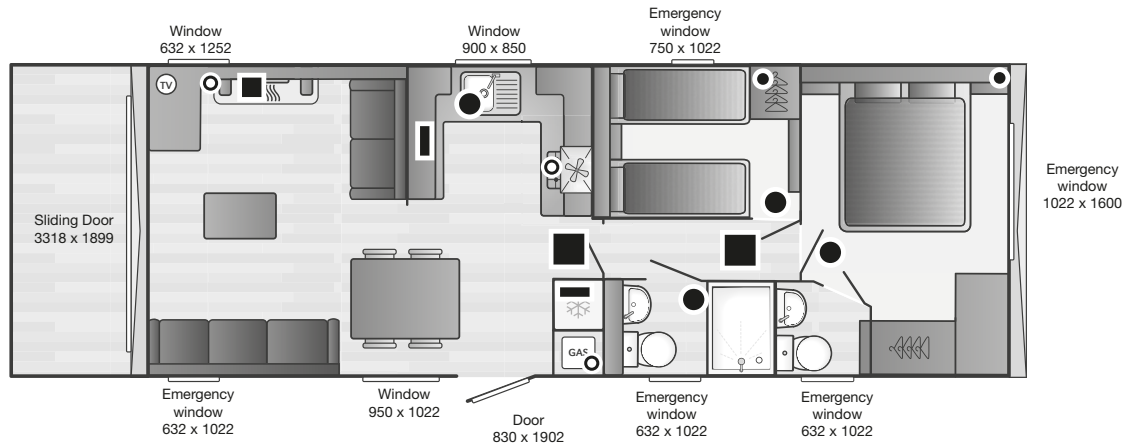 Window
632 x 1252
Window
900 x 850
Emergency
window
750 x 1022
TV
Sliding Door
3318 x 1899
Emergency
window
1022 x 1600
GAS
Emergency
window
632 x 1022
Window
950 x 1022
Door
830 x 1902
Emergency
window
632 x 1022
Emergency
window
632 x 1022